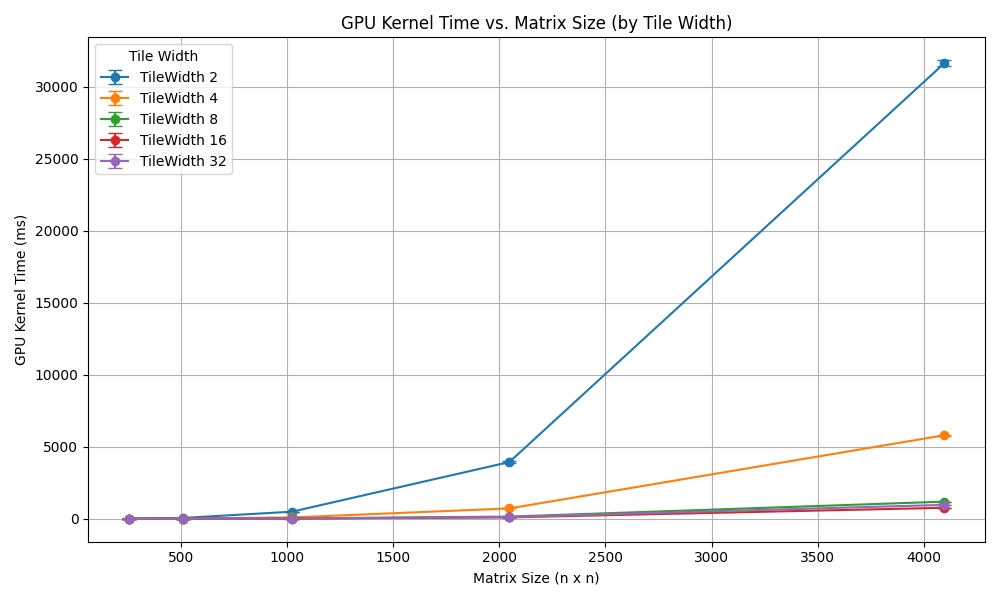 GPU Kernel Time vs. Matrix Size (by Tile Width)
Tile Width
TileWidth 2
TileWidth 4
TileWidth 8
TileWidth 16
TileWidth 32
GPU Kernel Time (ms)
30000
25000
20000
15000
10000
5000
0
500 1000 1500 2000 2500 3000 3500 4000
Matrix Size (n x n)